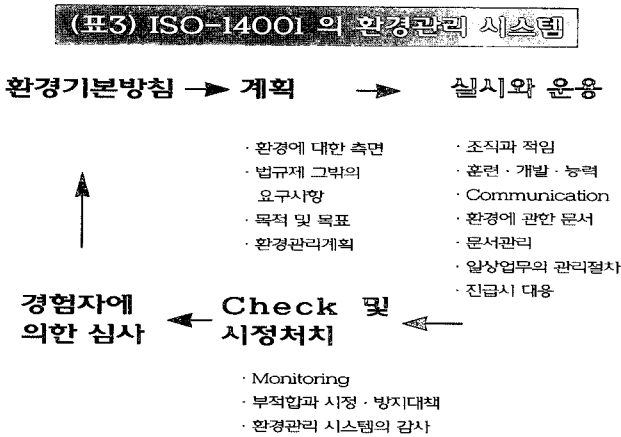 (표3) ISO-14001 의 환경관리 시스템
환경기본방침
계획
실시와 운용
· 환경에 대한 측면
· 법규제 그밖의
요구사항
· 목적 및 목표
· 환경관리계획
· 조직과 적임
· 훈련 · 개발 · 능력
· Communication
· 환경에 관한 문서
· 문서관리
· 일상업무의 관리절차
· 긴급시 대응
경험자에
의한 심사
Check 및
시정처치
· Monitoring
· 부적합과 시정 · 방지대책
· 환경관리 시스템의 감사